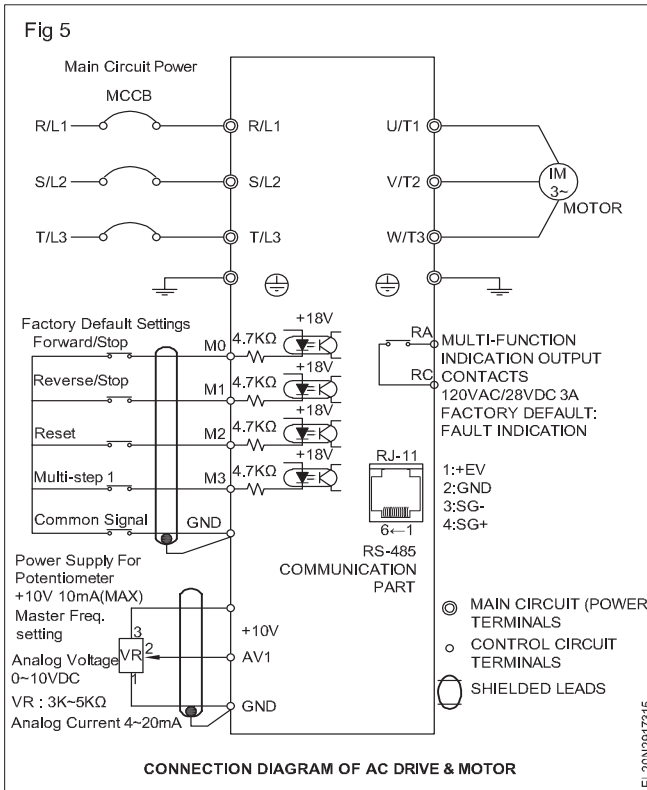 Fig 5
Main Circuit Power
MCCB
R/L1 R/L1 U/T1
S/L2 S/L2 V/T2
IM
3~
MOTOR
T/L3 T/L3 W/T3
Factory Default Settings
Forward/Stop M0 4.7KΩ +18V
Reverse/Stop M1 4.7KΩ +18V
Reset M2 4.7KΩ +18V
Multi-step 1 M3 4.7KΩ +18V
Common Signal GND
RA
RC
MULTI-FUNCTION
INDICATION OUTPUT
CONTACTS
120VAC/28VDC 3A
FACTORY DEFAULT:
FAULT INDICATION
RJ-11
6←1
1:+EV
2:GND
3:SG-
4:SG+
RS-485
COMMUNICATION
PART
Power Supply For
Potentiometer
+10V 10mA(MAX)
Master Freq.
setting
Analog Voltage
0~10VDC
VR : 3K~5KΩ
Analog Current 4~20mA
3
VR 2
1
+10V
AV1
GND
MAIN CIRCUIT (POWER
TERMINALS
CONTROL CIRCUIT
TERMINALS
SHIELDED LEADS
CONNECTION DIAGRAM OF AC DRIVE & MOTOR